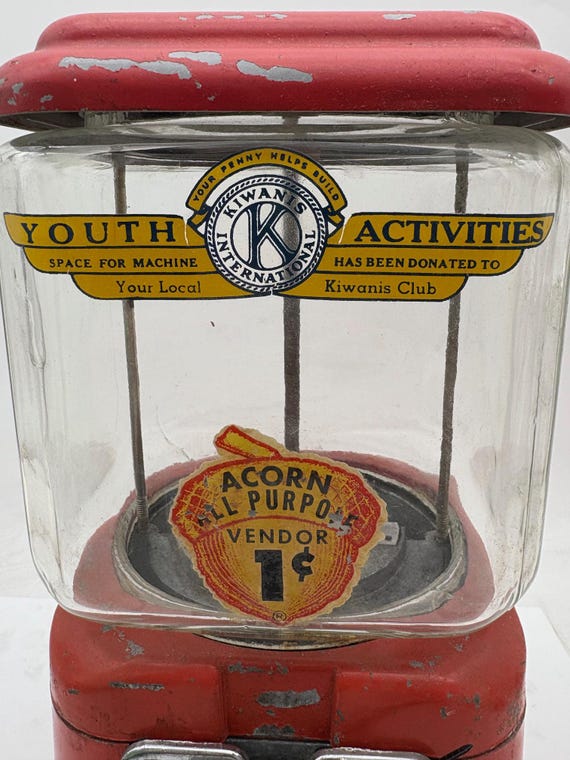 YOUR PENNY HELPS BUILD
YOUTH ACTIVITIES
KIWANIS
K
INTERNATIONAL
SPACE FOR MACHINE HAS BEEN DONATED TO
Your Local Kiwanis Club
ACORN
ALL PURPOSE
VENDOR
1¢
®